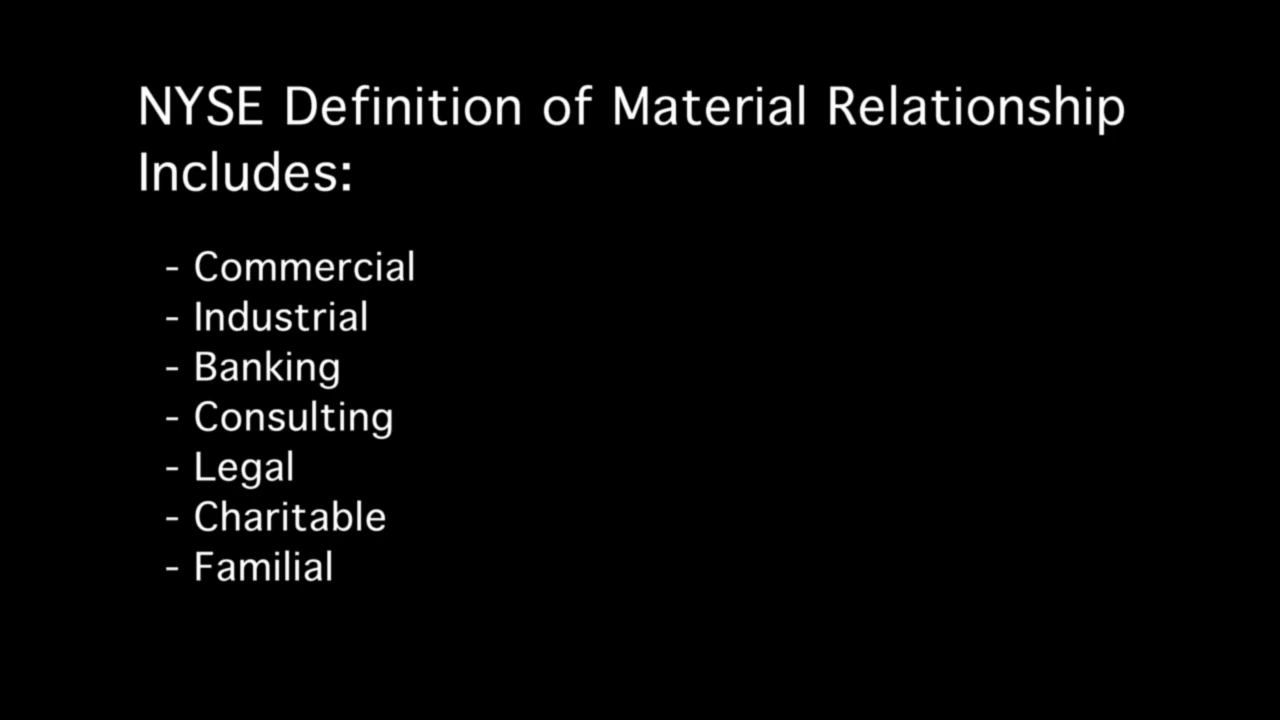 NYSE Definition of Material Relationship
Includes:
- Commercial
- Industrial
- Banking
- Consulting
- Legal
- Charitable
- Familial